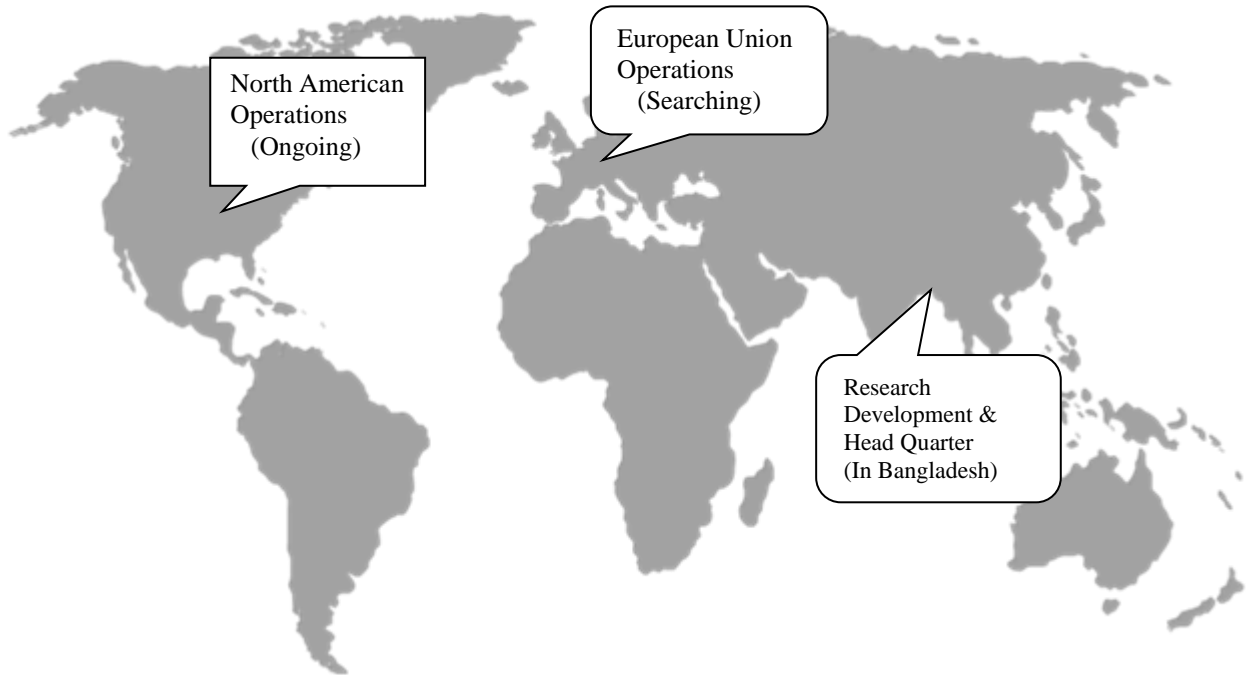 North American
Operations
(Ongoing)
European Union
Operations
(Searching)
Research
Development &
Head Quarter
(In Bangladesh)